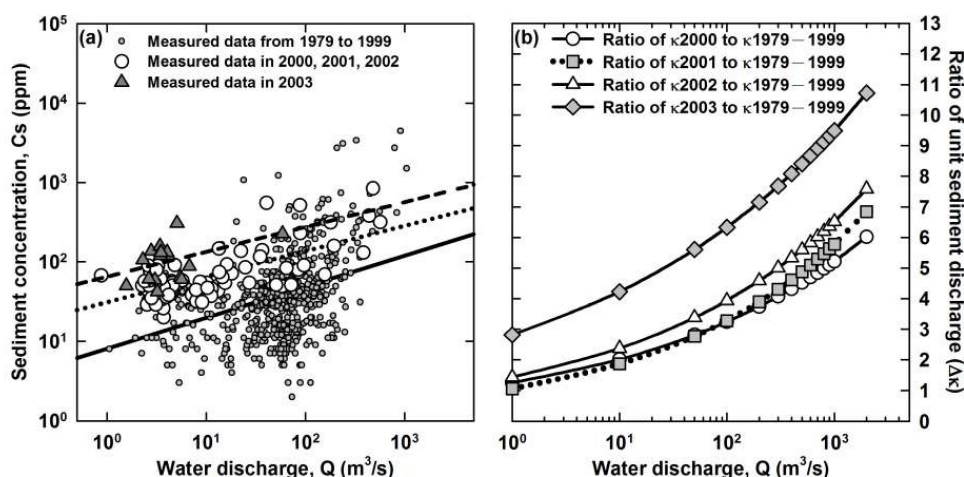 (a)
Measured data from 1979 to 1999
Measured data in 2000, 2001, 2002
Measured data in 2003
Sediment concentration, Cs (ppm)
10⁵
10⁴
10³
10²
10¹
10⁰
10⁰ 10¹ 10² 10³
Water discharge, Q (m³/s)
(b)
Ratio of κ2000 to κ1979−1999
Ratio of κ2001 to κ1979−1999
Ratio of κ2002 to κ1979−1999
Ratio of κ2003 to κ1979−1999
13
12
11
10
9
8
7
6
5
4
3
2
1
0
Ratio of unit sediment discharge (Δκ)
10⁰ 10¹ 10² 10³
Water discharge, Q (m³/s)